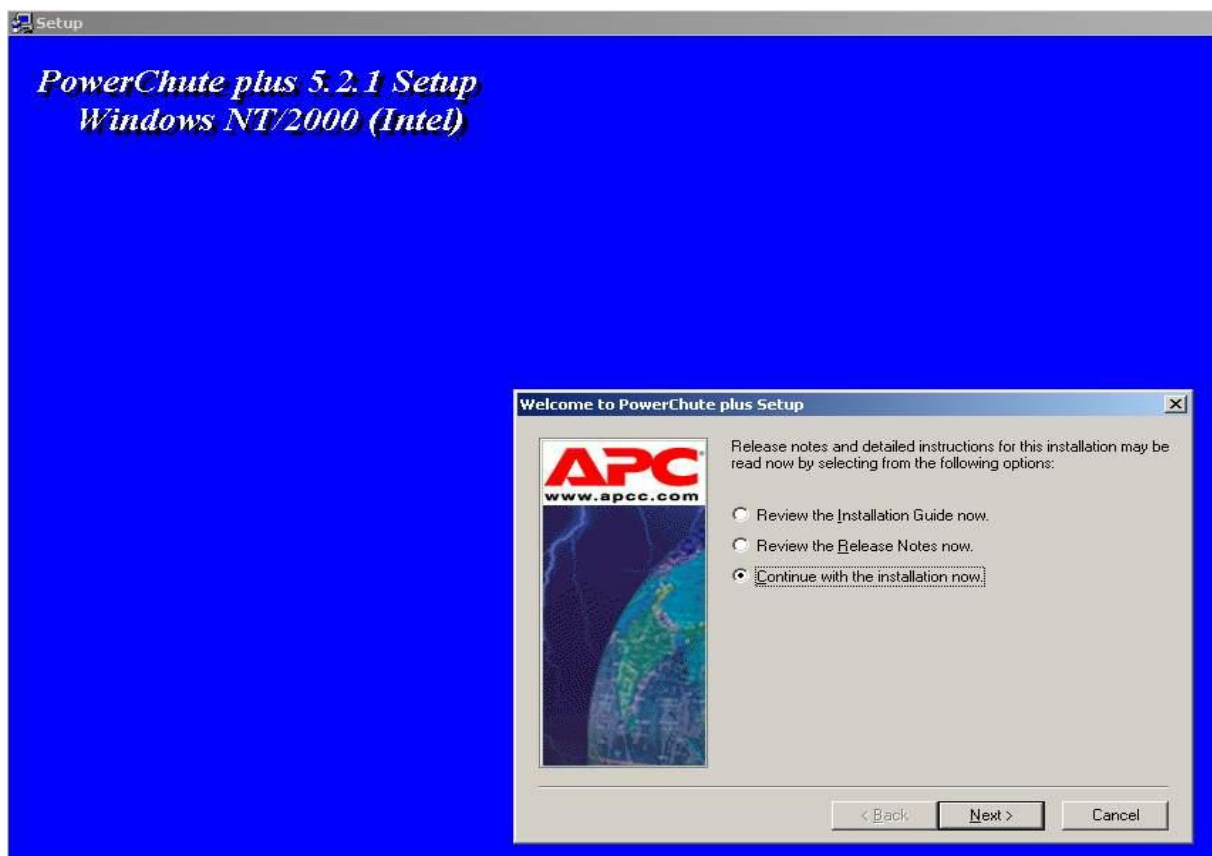 Setup
PowerChute plus 5.2.1 Setup
Windows NT/2000 (Intel)
Welcome to PowerChute plus Setup
APC
www.apcc.com
Release notes and detailed instructions for this installation may be
read now by selecting from the following options:
Review the Installation Guide now.
Review the Release Notes now.
Continue with the installation now.
< Back
Next >
Cancel